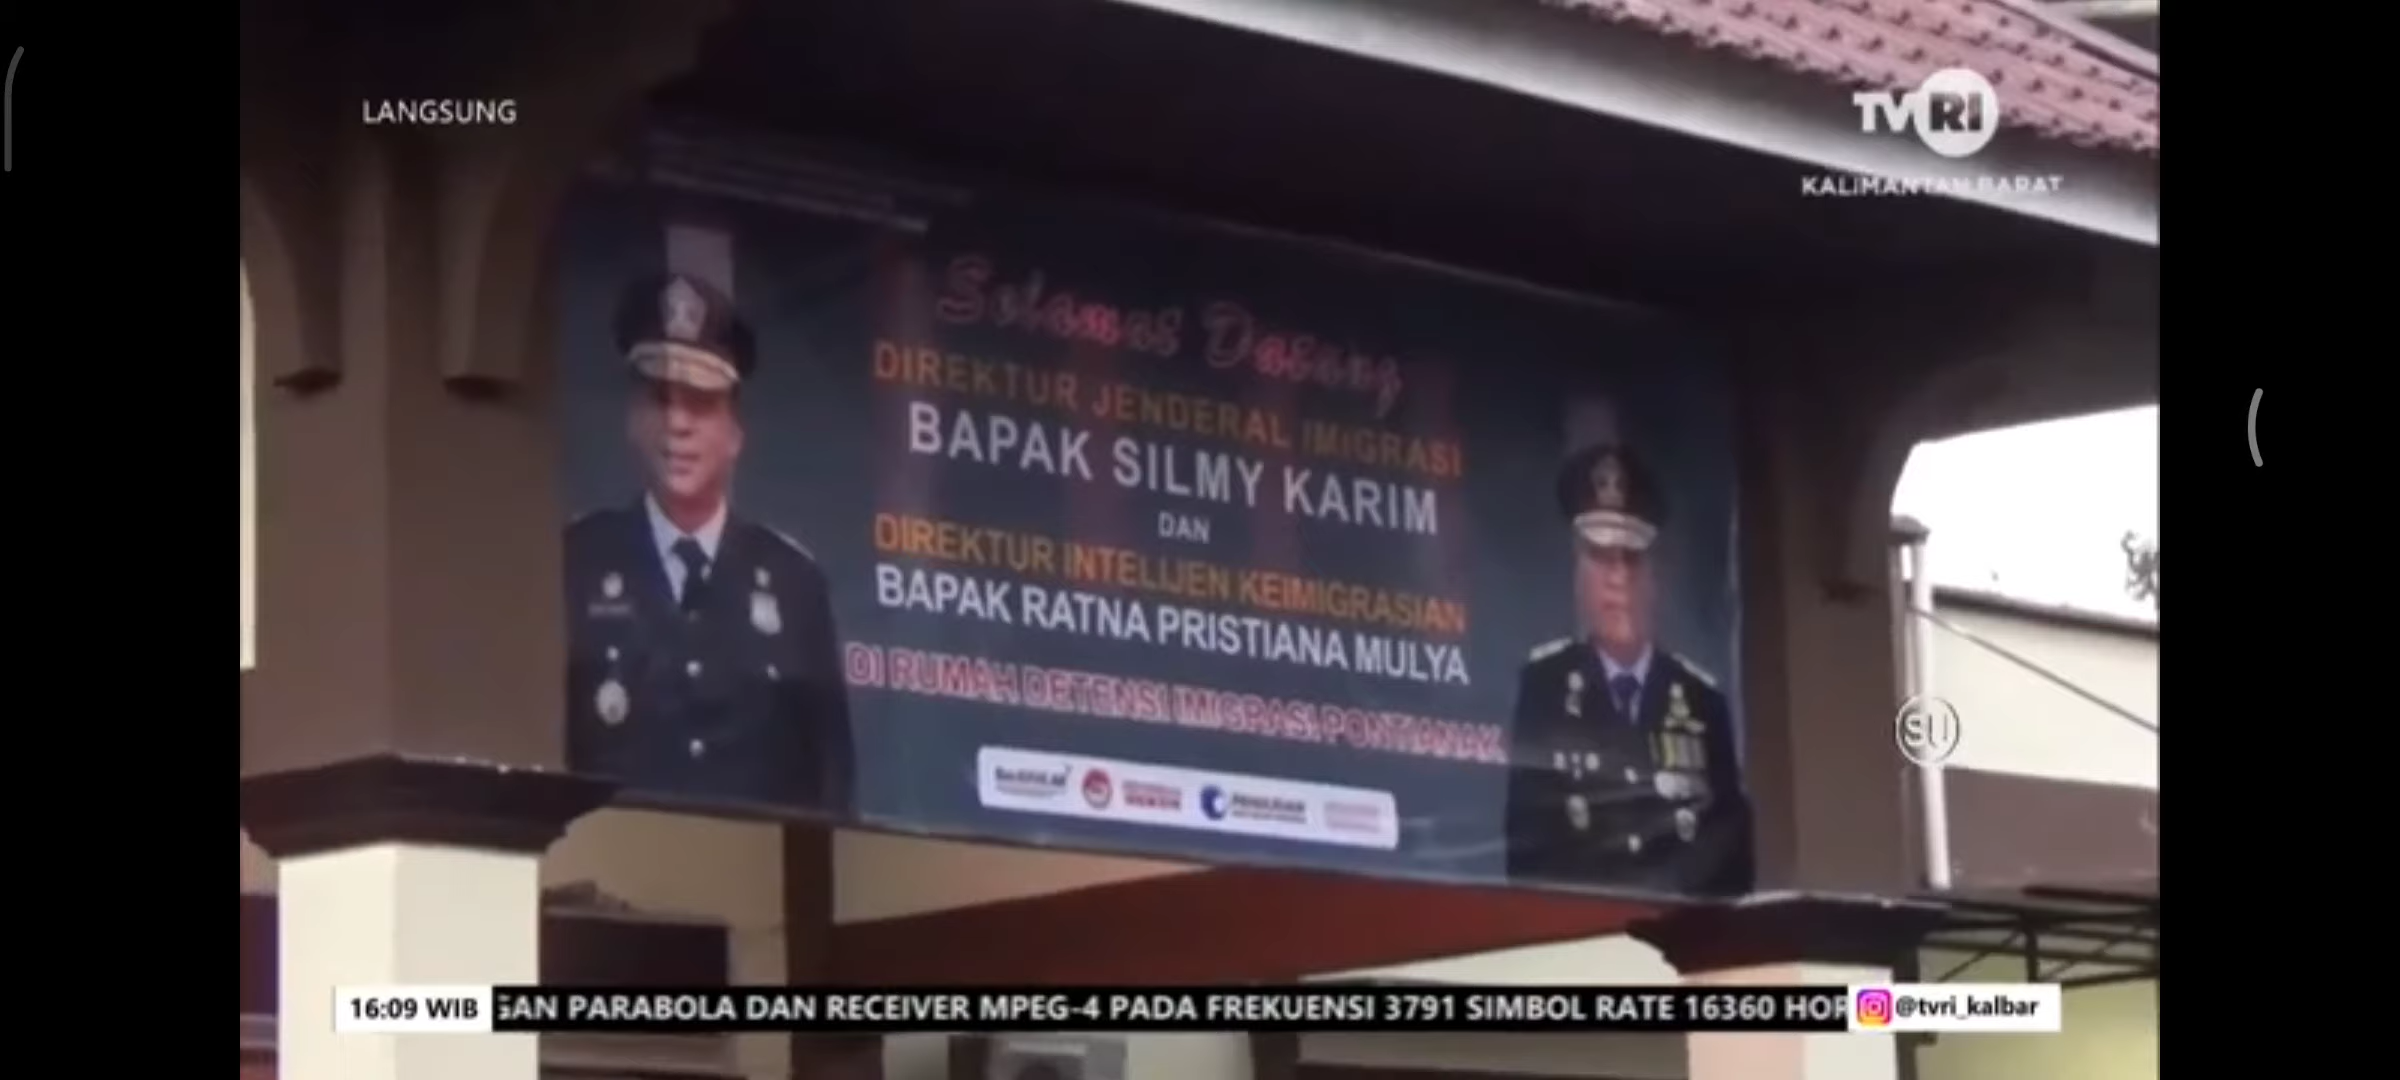 LANGSUNG
TVRI
KALIMANTAN BARAT
Selamat Datang
DIREKTUR JENDERAL IMIGRASI
BAPAK SILMY KARIM
DAN
DIREKTUR INTELIJEN KEIMIGRASIAN
BAPAK RATNA PRISTIANA MULYA
DI RUMAH DETENSI IMIGRASI PONTIANAK
SU
16:09 WIB
GAN PARABOLA DAN RECEIVER MPEG-4 PADA FREKUENSI 3791 SIMBOL RATE 16360 HOR
@tvri_kalbar